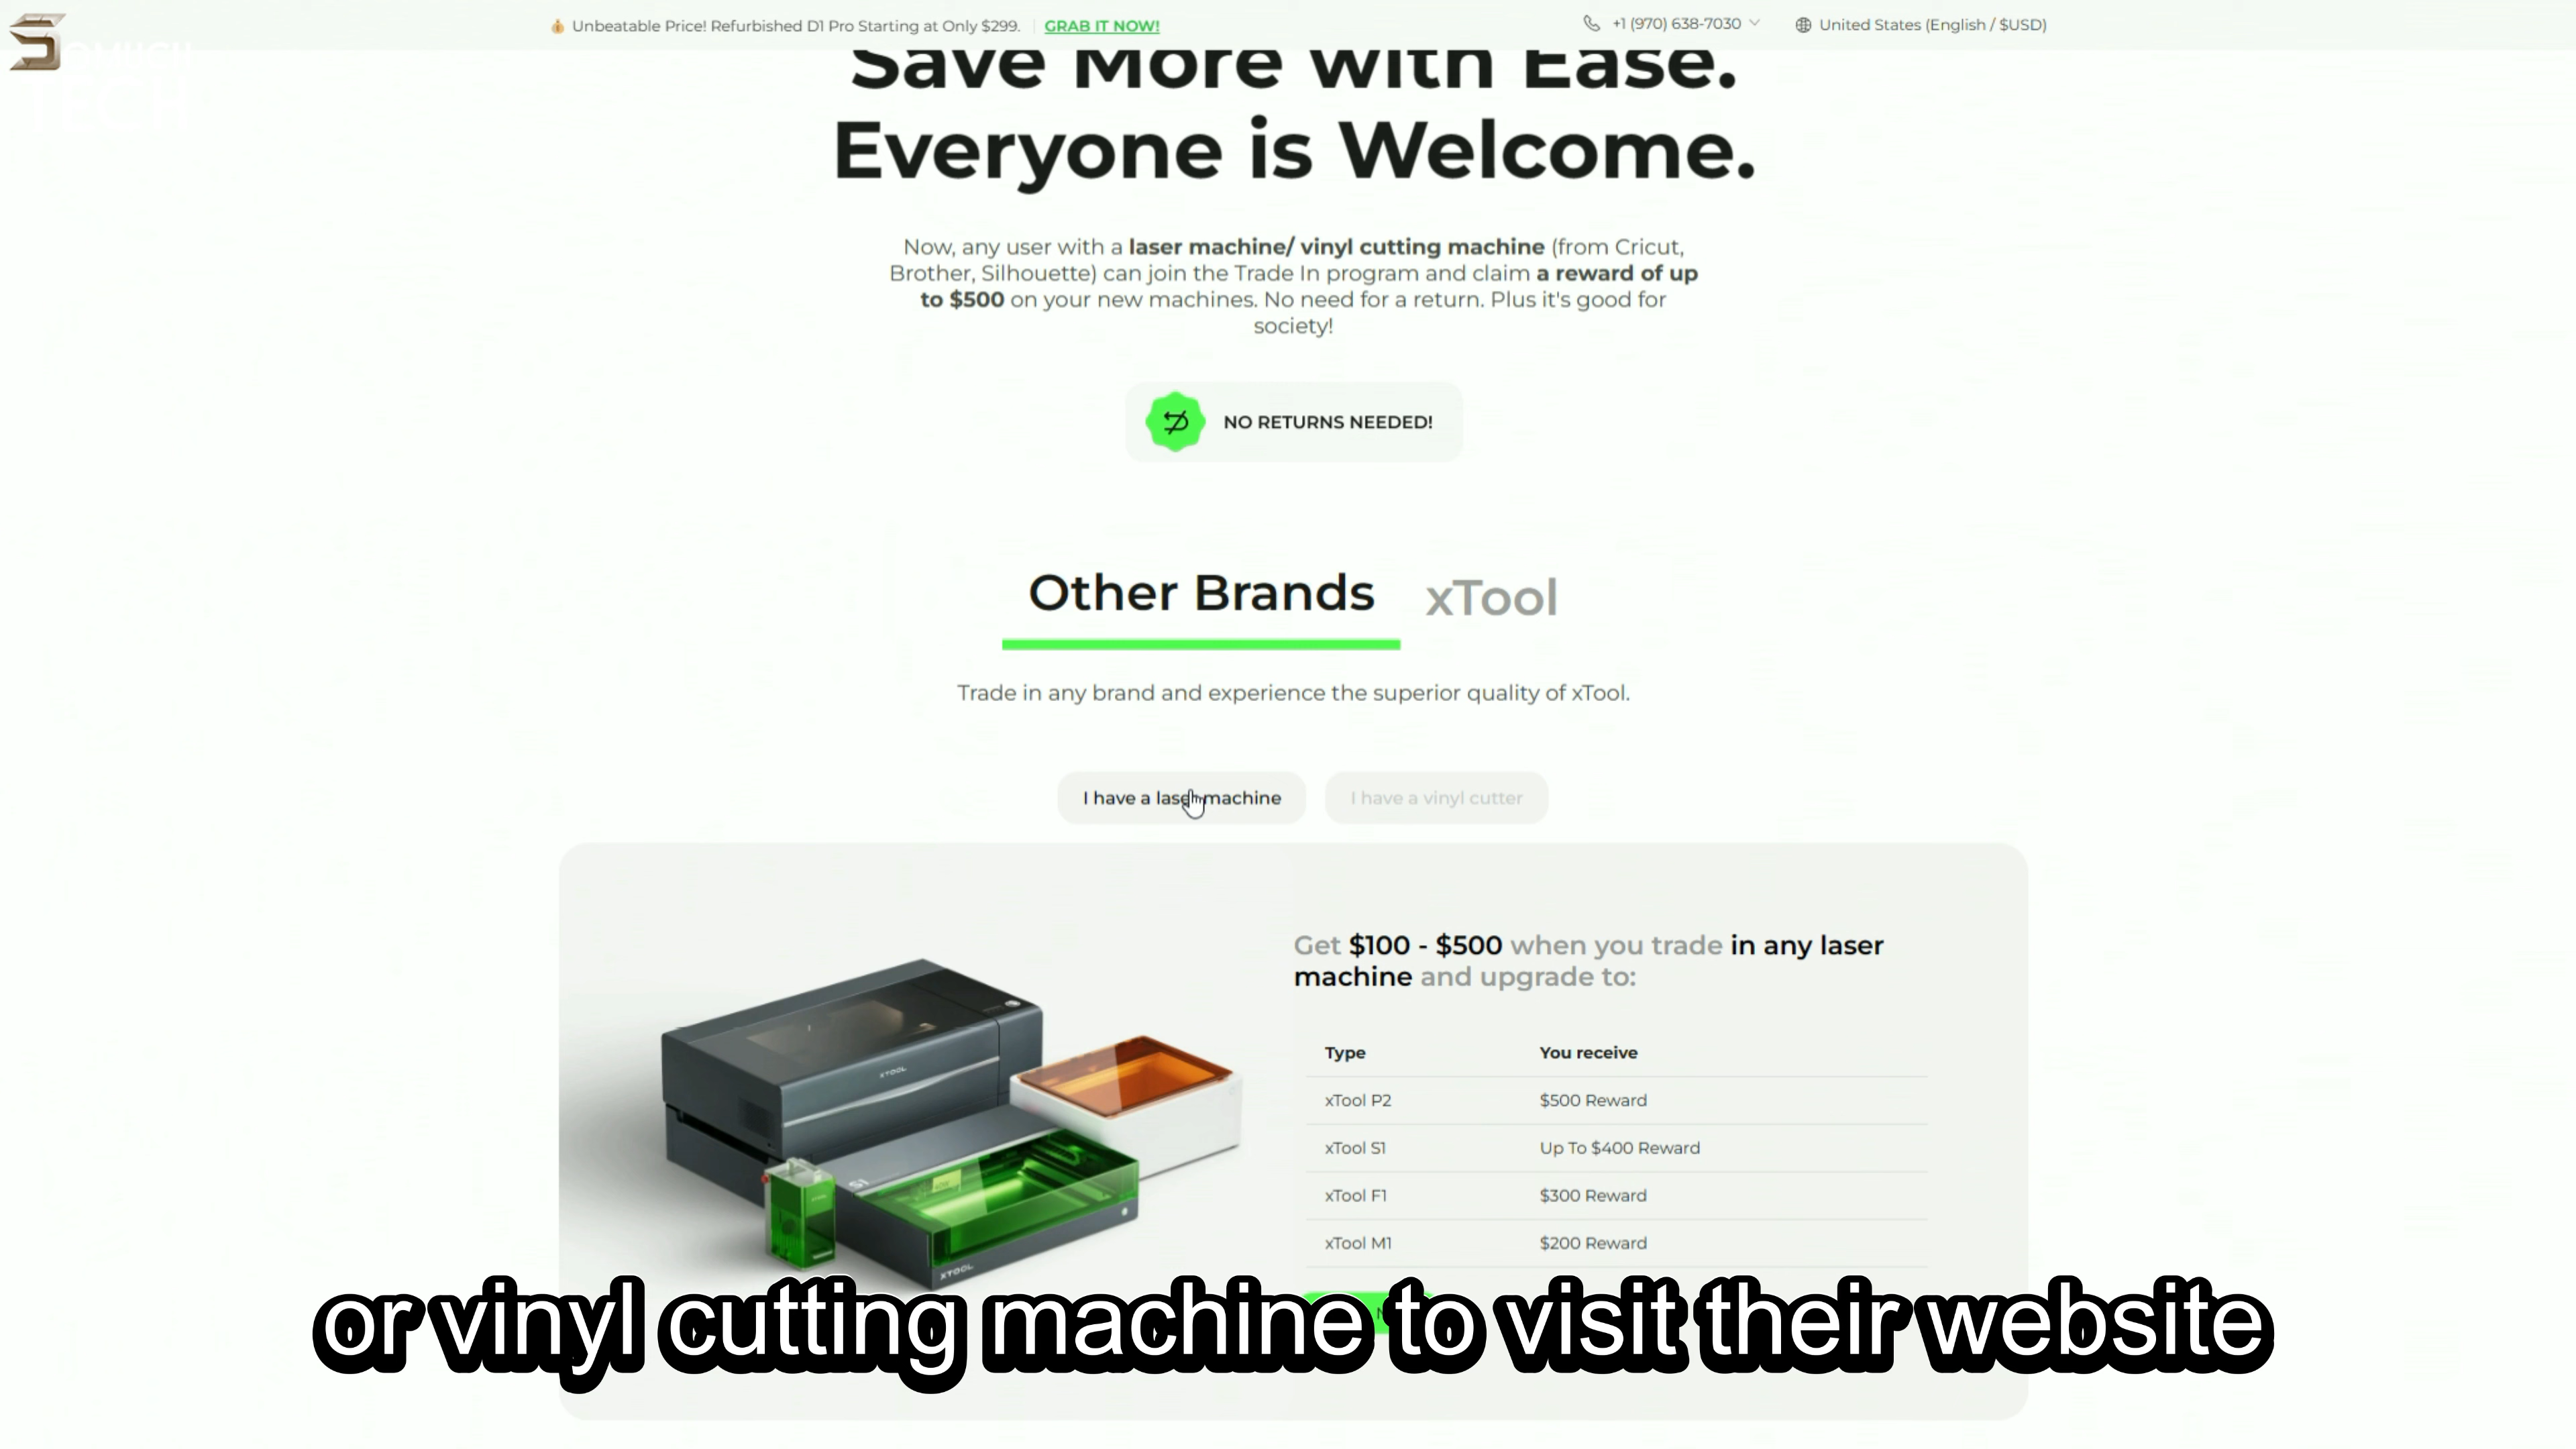 Unbeatable Price! Refurbished D1 Pro Starting at Only $299. GRAB IT NOW!
+1 (970) 638-7030
United States (English / $USD)
TECH
Save More with Ease.
Everyone is Welcome.
Now, any user with a laser machine/ vinyl cutting machine (from Cricut,
Brother, Silhouette) can join the Trade In program and claim a reward of up
to $500 on your new machines. No need for a return. Plus it's good for
society!
NO RETURNS NEEDED!
Other Brands xTool
Trade in any brand and experience the superior quality of xTool.
I have a laser machine
I have a vinyl cutter
Get $100 - $500 when you trade in any laser
machine and upgrade to:
Type You receive
xTool P2 $500 Reward
xTool S1 Up To $400 Reward
xTool F1 $300 Reward
xTool M1 $200 Reward
XTOOL
S1
XTOOL
or vinyl cutting machine to visit their website